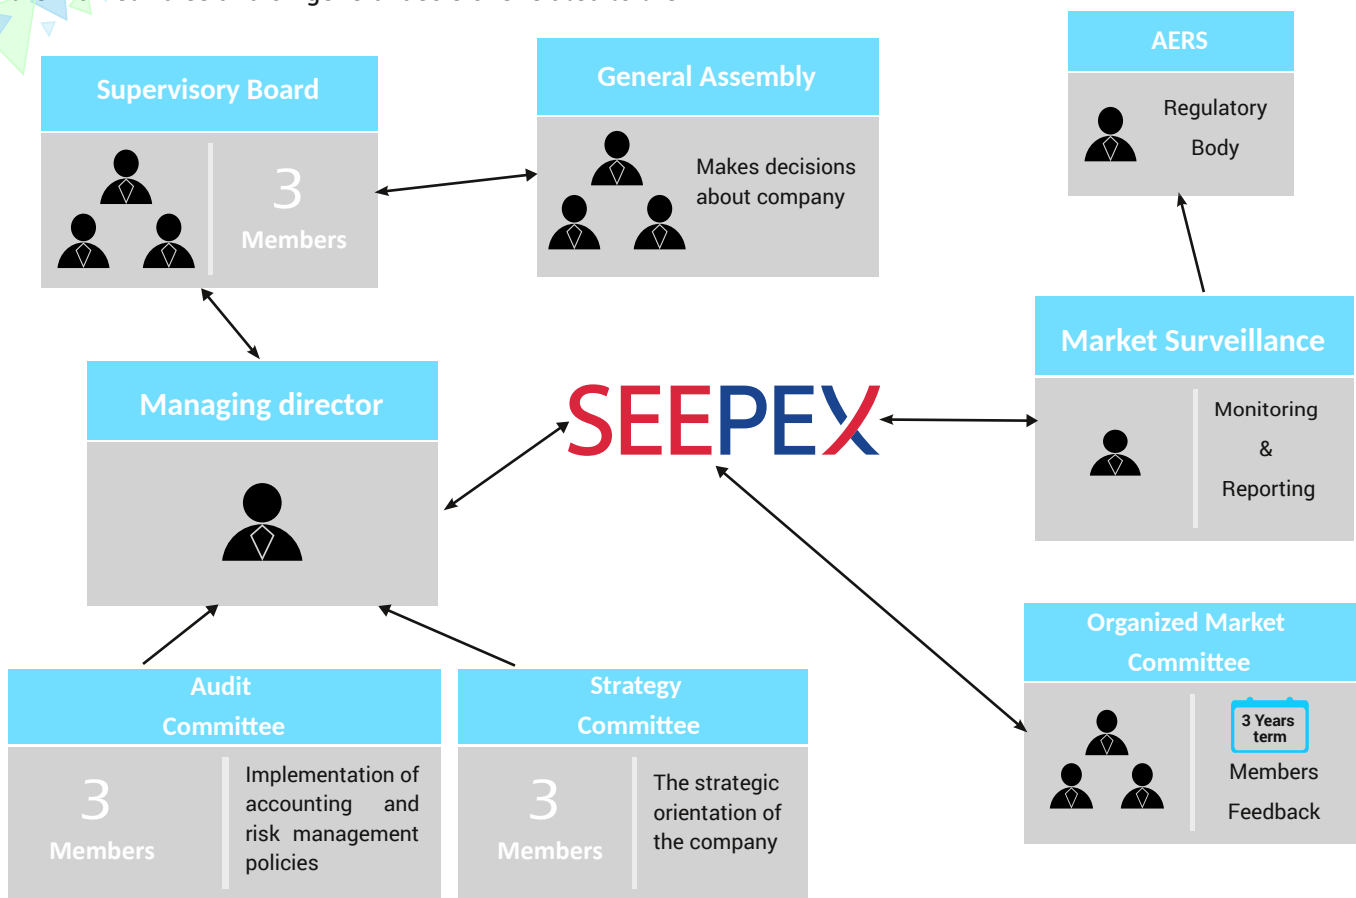 Supervisory Board
3
Members
General Assembly
Makes decisions
about company
AERS
Regulatory
Body
Managing director
SEEPEX
Market Surveillance
Monitoring
&
Reporting
Audit
Committee
3
Members
Implementation of
accounting and
risk management
policies
Strategy
Committee
3
Members
The strategic
orientation of
the company
Organized Market
Committee
3 Years
term
Members
Feedback